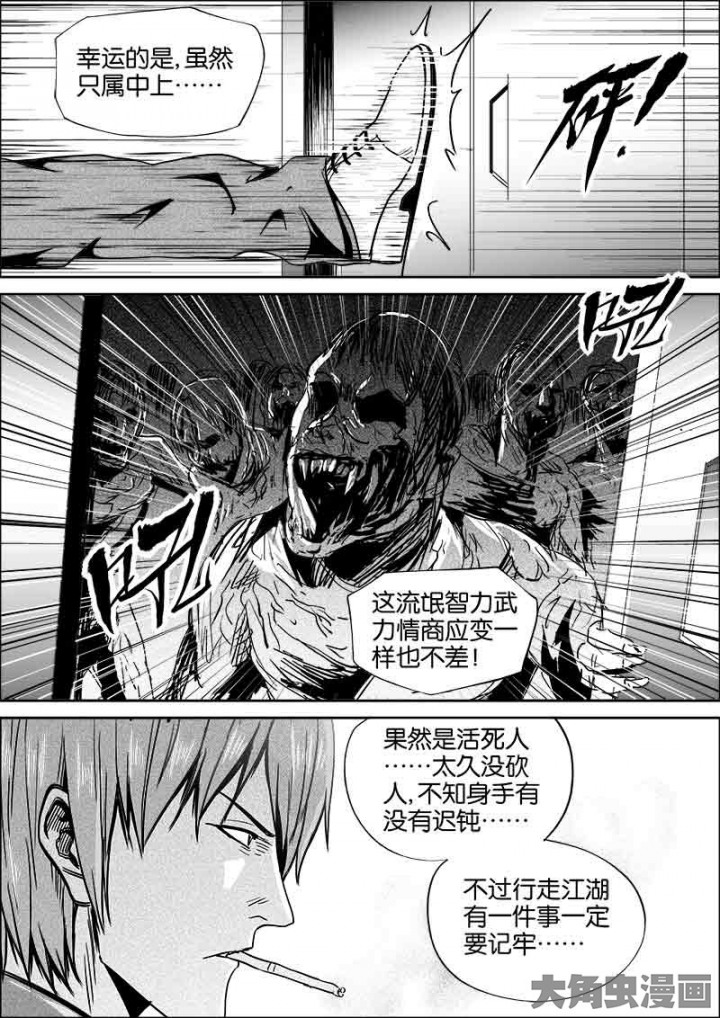 幸运的是,虽然
只属中上……
砰!
吼
吼
这流氓智力武
力情商应变一
样也不差!
果然是活死人
……太久没砍
人,不知身手有
没有迟钝……
不过行走江湖
有一件事一定
要记牢……
大角虫漫画